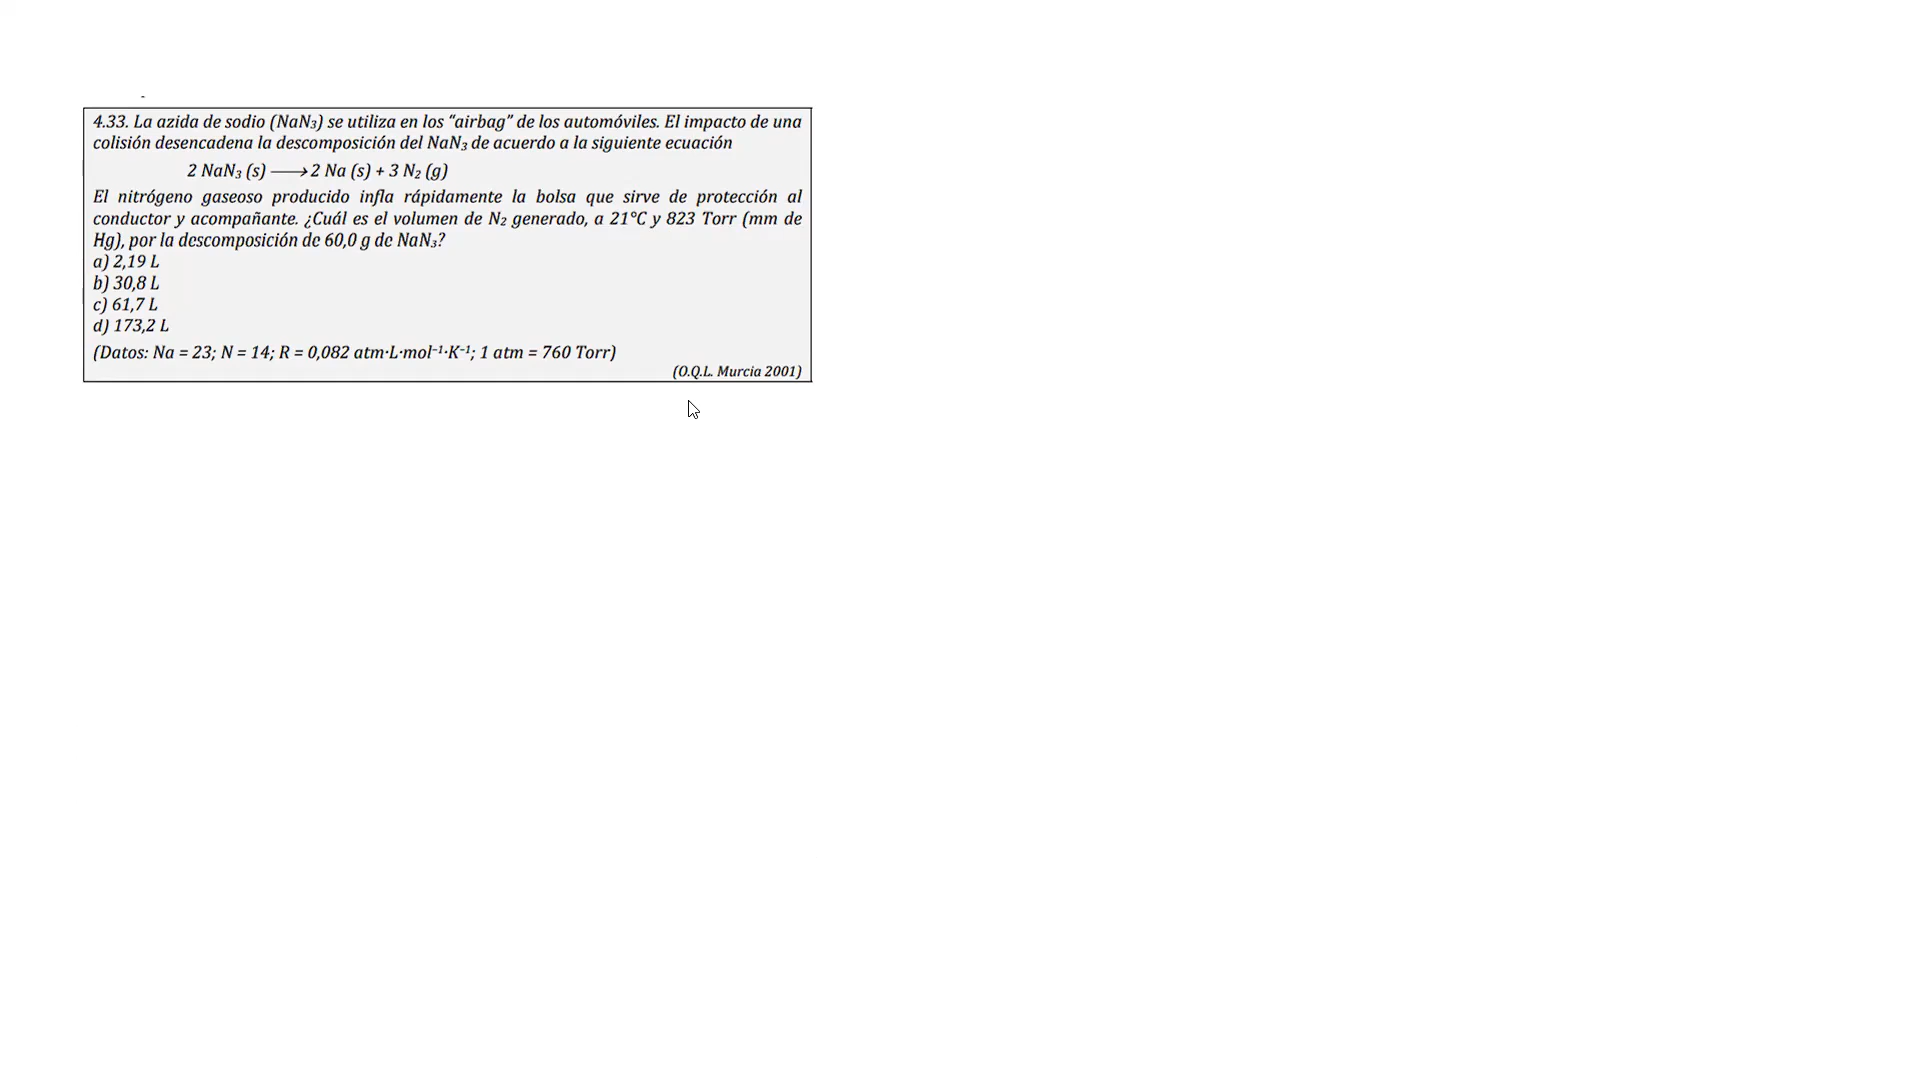 4.33. La azida de sodio (NaN₃) se utiliza en los “airbag” de los automóviles. El impacto de una
colisión desencadena la descomposición del NaN₃ de acuerdo a la siguiente ecuación
2 NaN₃ (s) ⟶ 2 Na (s) + 3 N₂ (g)
El nitrógeno gaseoso producido infla rápidamente la bolsa que sirve de protección al
conductor y acompañante. ¿Cuál es el volumen de N₂ generado, a 21°C y 823 Torr (mm de
Hg), por la descomposición de 60,0 g de NaN₃?
a) 2,19 L
b) 30,8 L
c) 61,7 L
d) 173,2 L
(Datos: Na = 23; N = 14; R = 0,082 atm·L·mol⁻¹·K⁻¹; 1 atm = 760 Torr)
(O.Q.L. Murcia 2001)